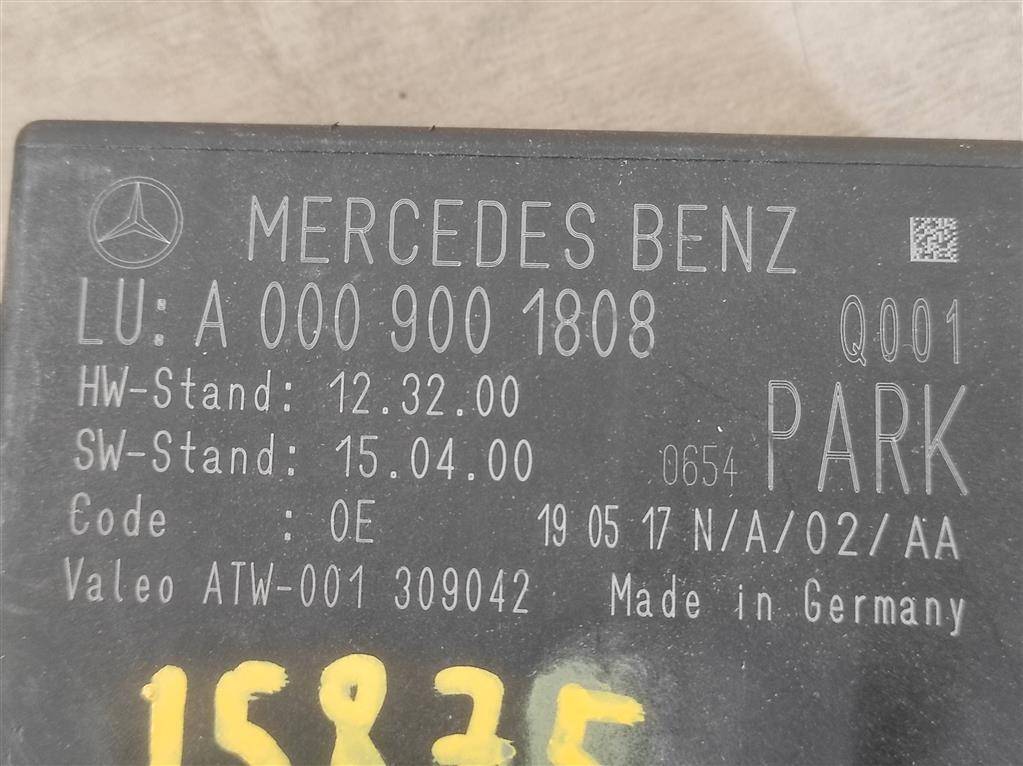 MERCEDES BENZ
LU: A 000 900 1808 Q001
HW-Stand: 12.32.00
SW-Stand: 15.04.00 0654 PARK
Code : 0E 19 05 17 N/A/02/AA
Valeo ATW-001 309042 Made in Germany
15875